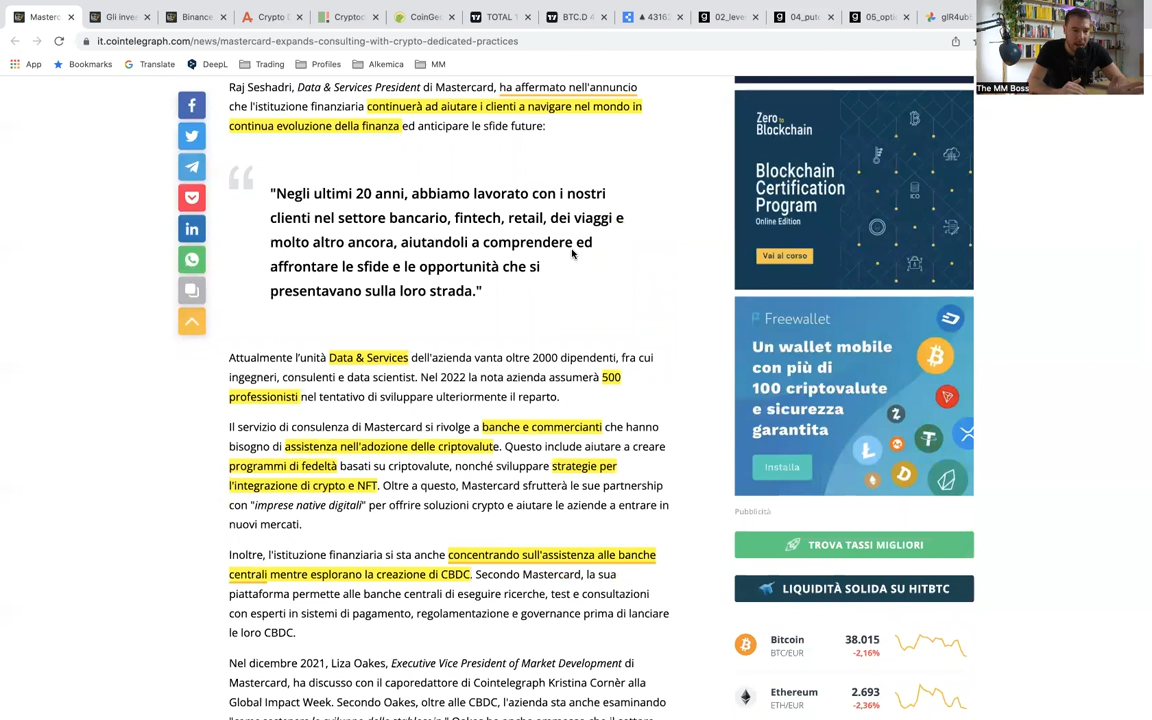 Masterc
Gli inves
Binance
Crypto
Cryptoc
CoinGec
TOTAL 1
BTC.D 4
43163
02_leve
04_puto
05_optic
glR4ubE
it.cointelegraph.com/news/mastercard-expands-consulting-with-crypto-dedicated-practices
App
Bookmarks
Translate
DeepL
Trading
Profiles
Alkemica
MM
The MM Boss
Raj Seshadri, Data & Services President di Mastercard, ha affermato nell'annuncio
che l'istituzione finanziaria continuerà ad aiutare i clienti a navigare nel mondo in
continua evoluzione della finanza ed anticipare le sfide future:
"Negli ultimi 20 anni, abbiamo lavorato con i nostri
clienti nel settore bancario, fintech, retail, dei viaggi e
molto altro ancora, aiutandoli a comprendere ed
affrontare le sfide e le opportunità che si
presentavano sulla loro strada."
Attualmente l'unità Data & Services dell'azienda vanta oltre 2000 dipendenti, fra cui
ingegneri, consulenti e data scientist. Nel 2022 la nota azienda assumerà 500
professionisti nel tentativo di sviluppare ulteriormente il reparto.
Il servizio di consulenza di Mastercard si rivolge a banche e commercianti che hanno
bisogno di assistenza nell'adozione delle criptovalute. Questo include aiutare a creare
programmi di fedeltà basati su criptovalute, nonché sviluppare strategie per
l'integrazione di crypto e NFT. Oltre a questo, Mastercard sfrutterà le sue partnership
con "imprese native digitali" per offrire soluzioni crypto e aiutare le aziende a entrare in
nuovi mercati.
Inoltre, l'istituzione finanziaria si sta anche concentrando sull'assistenza alle banche
centrali mentre esplorano la creazione di CBDC. Secondo Mastercard, la sua
piattaforma permette alle banche centrali di eseguire ricerche, test e consultazioni
con esperti in sistemi di pagamento, regolamentazione e governance prima di lanciare
le loro CBDC.
Nel dicembre 2021, Liza Oakes, Executive Vice President of Market Development di
Mastercard, ha discusso con il caporedattore di Cointelegraph Kristina Cornèr alla
Global Impact Week. Secondo Oakes, oltre alle CBDC, l'azienda sta anche esaminando
Zero to
Blockchain
Blockchain
Certification
Program
Online Edition
Vai al corso
ICO
Freewallet
Un wallet mobile
con più di
100 criptovalute
e sicurezza
garantita
Installa
Pubblicità
TROVA TASSI MIGLIORI
LIQUIDITÀ SOLIDA SU HITBTC
Bitcoin 38.015
BTC/EUR -2,16%
Ethereum 2.693
ETH/EUR -2,36%